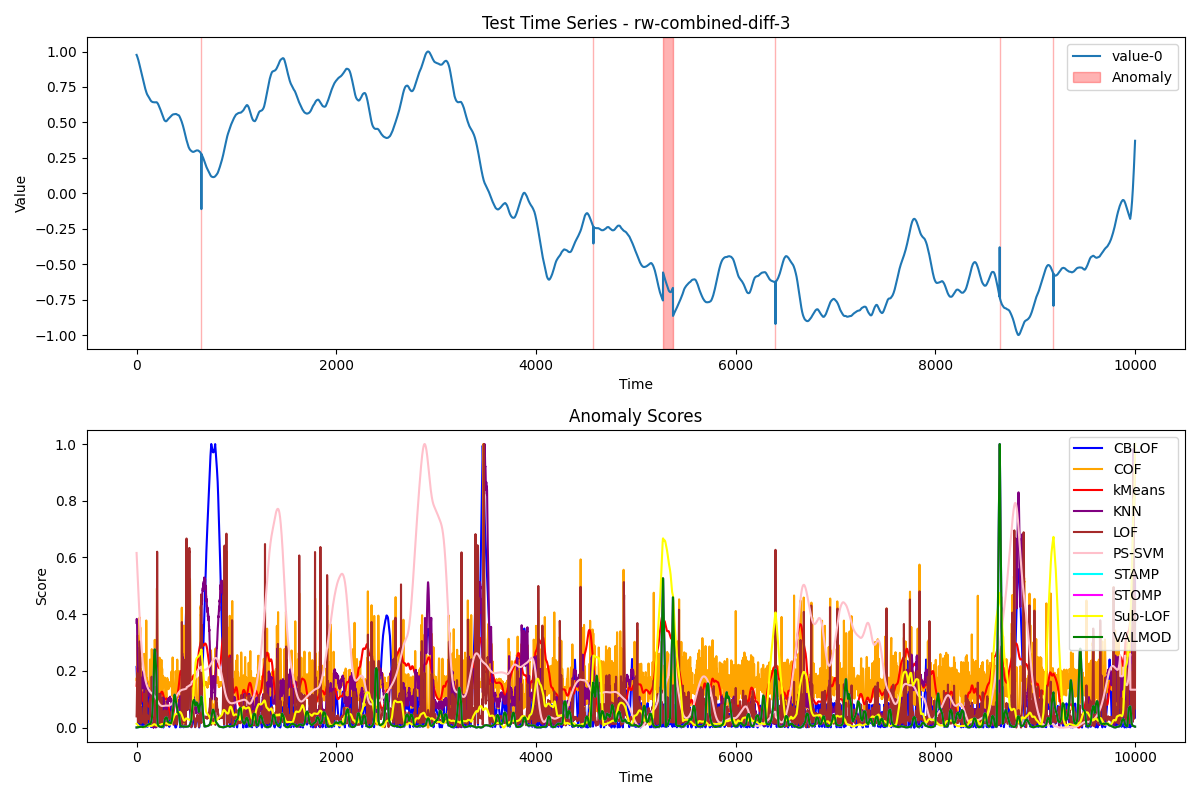 Test Time Series - rw-combined-diff-3
1.00
0.75
0.50
0.25
0.00
−0.25
−0.50
−0.75
−1.00
Value
value-0
Anomaly
0
2000
4000
6000
8000
10000
Time
Anomaly Scores
1.0
0.8
0.6
0.4
0.2
0.0
Score
CBLOF
COF
kMeans
KNN
LOF
PS-SVM
STAMP
STOMP
Sub-LOF
VALMOD
0
2000
4000
6000
8000
10000
Time